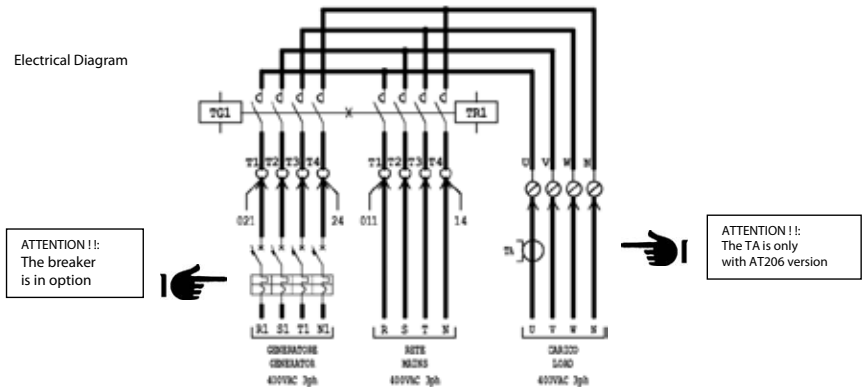 Electrical Diagram
TG1
TR1
T1 T2 T3 T4
T1 T2 T3 T4
U V W N
021
24
011
14
ATTENTION ! !:
The breaker
is in option
TA
ATTENTION ! !:
The TA is only
with AT206 version
R1 S1 T1 N1
R S T N
U V W N
GENERATORE
GENERATOR
400VAC 3ph
RETE
MAINS
400VAC 3ph
CARICO
LOAD
400VAC 3ph